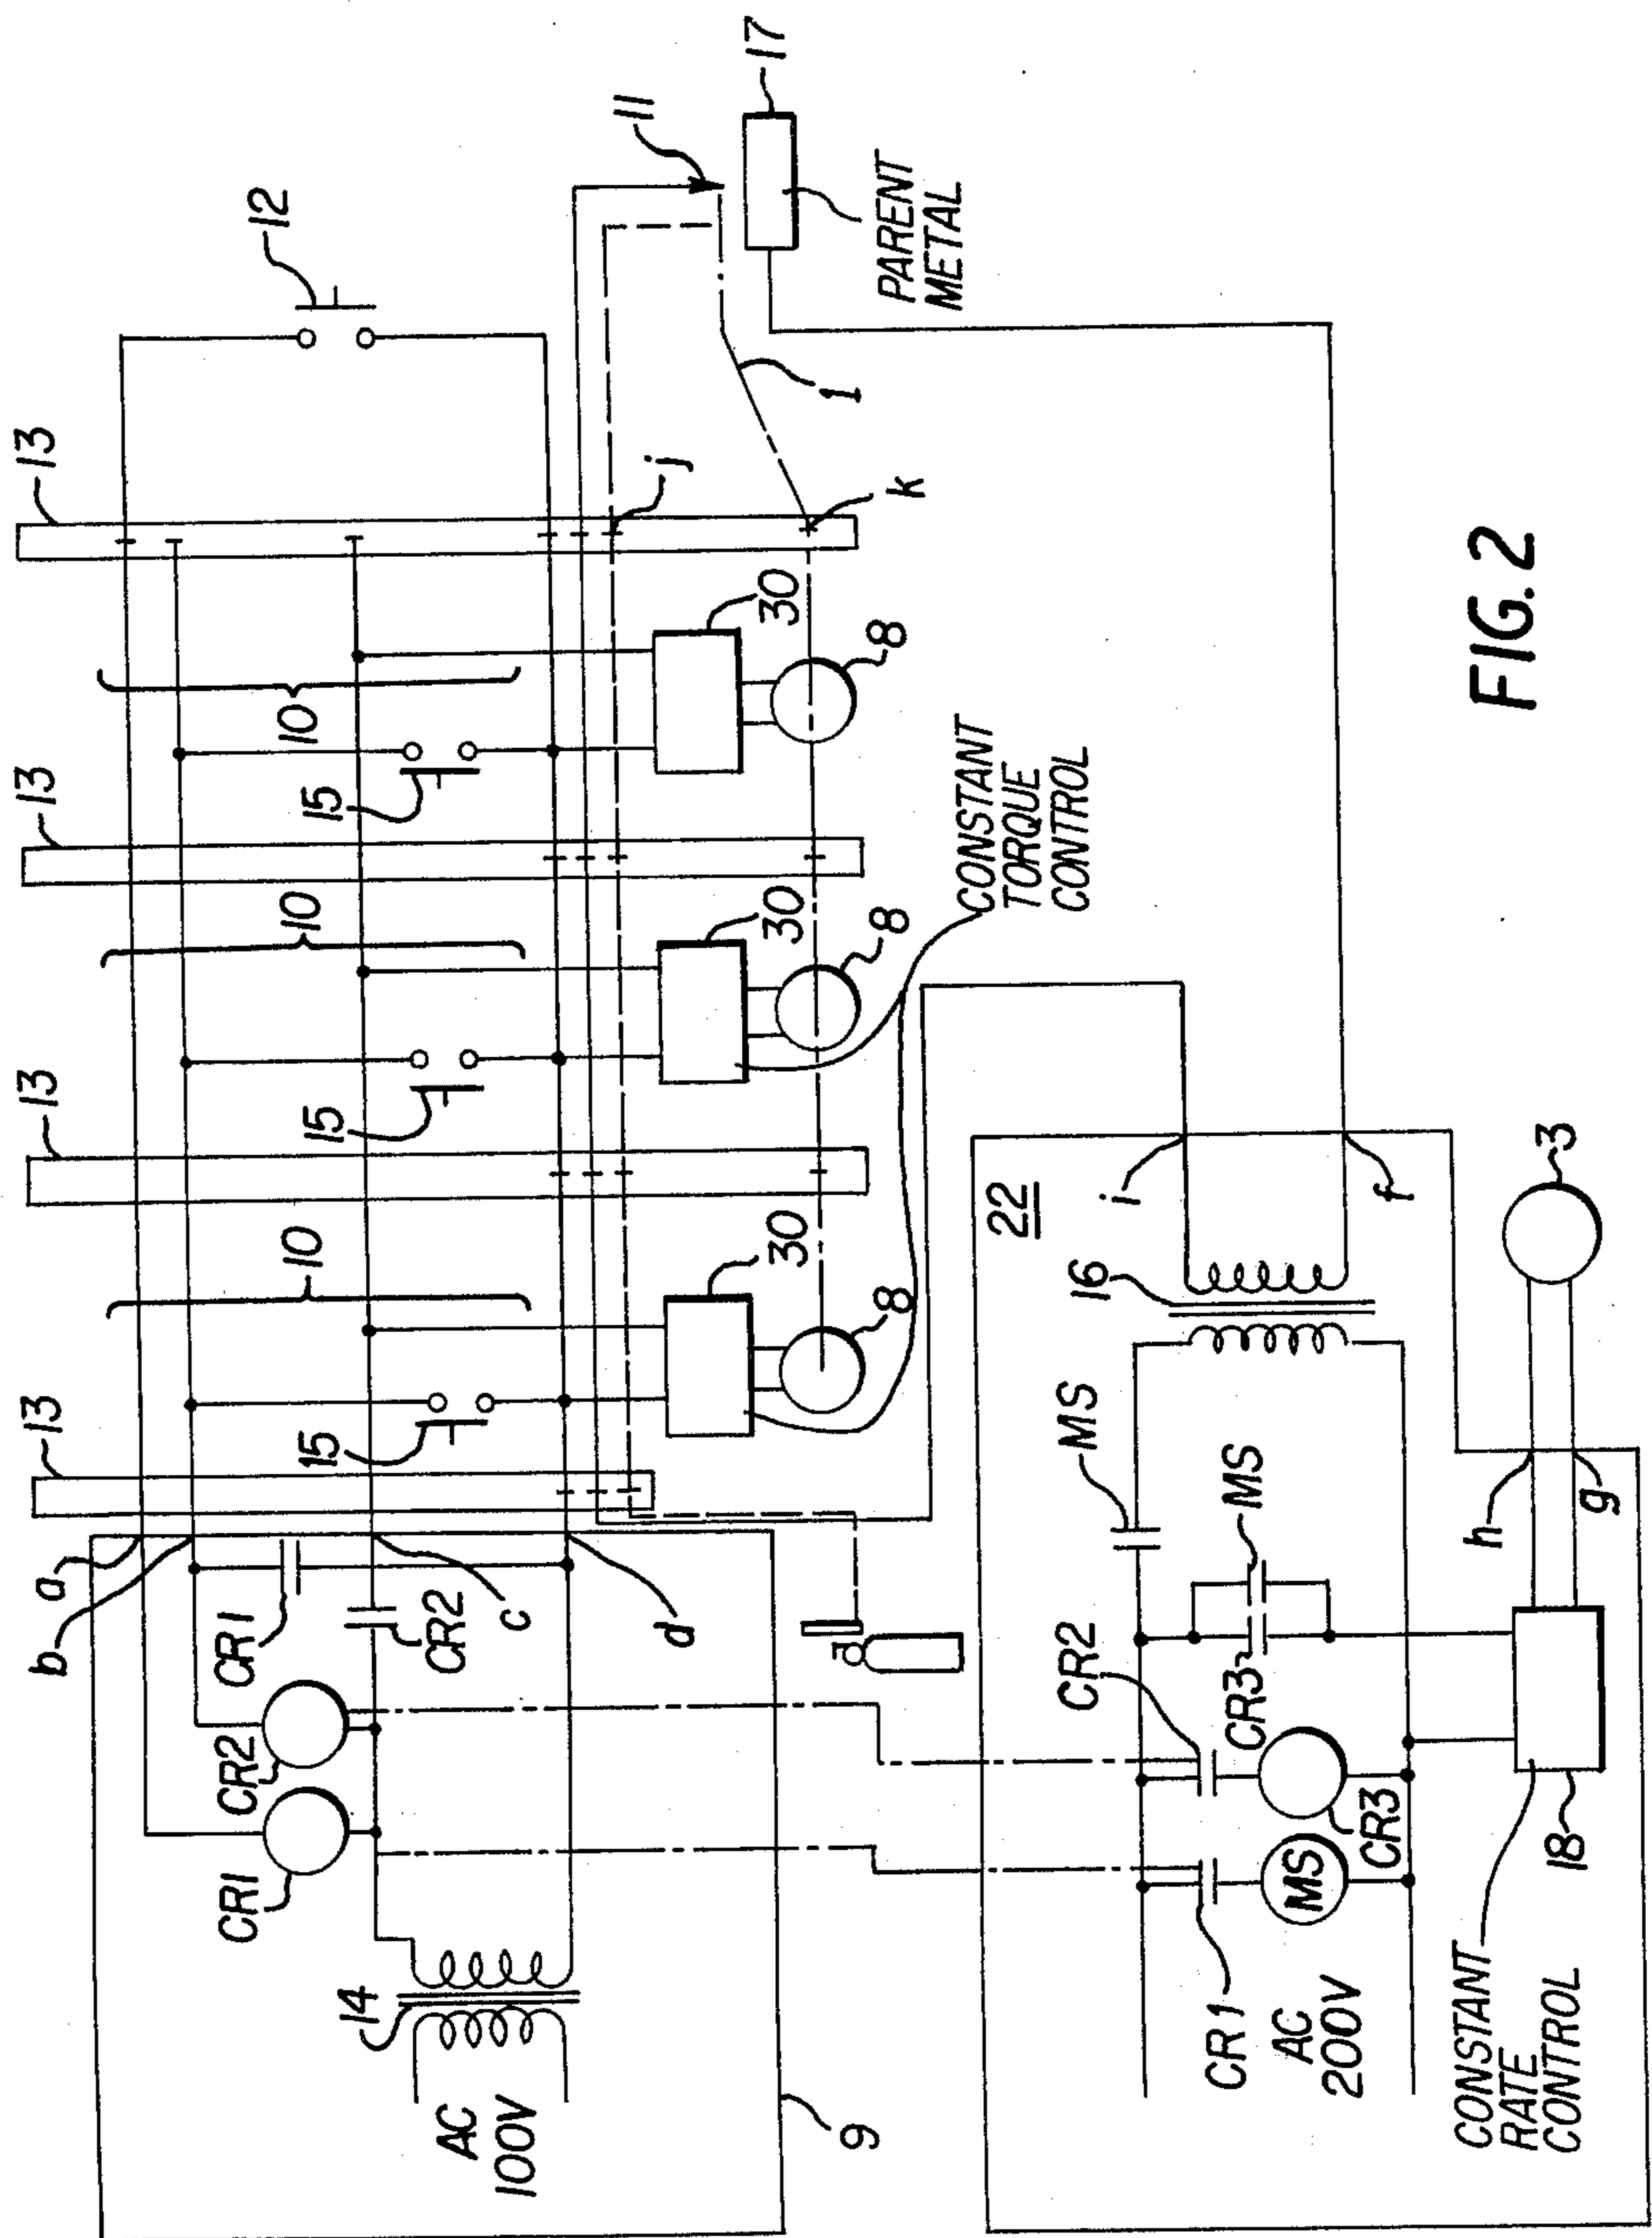 13
13
13
13
a
b
CR1
CR2
CR1
12
10
10
10
15
15
15
14
AC
100V
CR2
c
d
11
j
17
30
30
30
1
9
8
8
8
k
PARENT
METAL
CONSTANT
TORQUE
CONTROL
22
CR2
MS
16
i
CR1
CR3
MS
AC
200V
MS
CR3
f
CONSTANT
RATE
CONTROL
18
h
g
3
FIG. 2